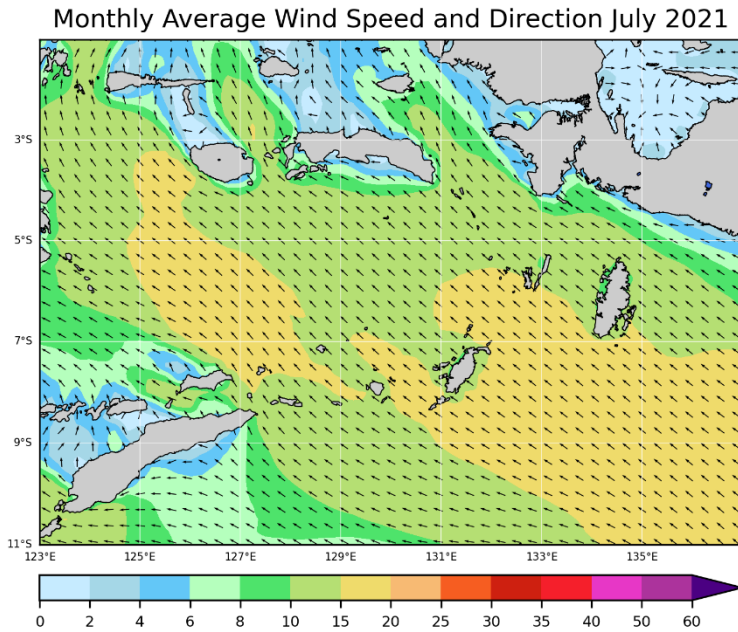 Monthly Average Wind Speed and Direction July 2021
3°S
5°S
7°S
9°S
11°S
123°E 125°E 127°E 129°E 131°E 133°E 135°E
0 2 4 6 8 10 15 20 25 30 35 40 50 60